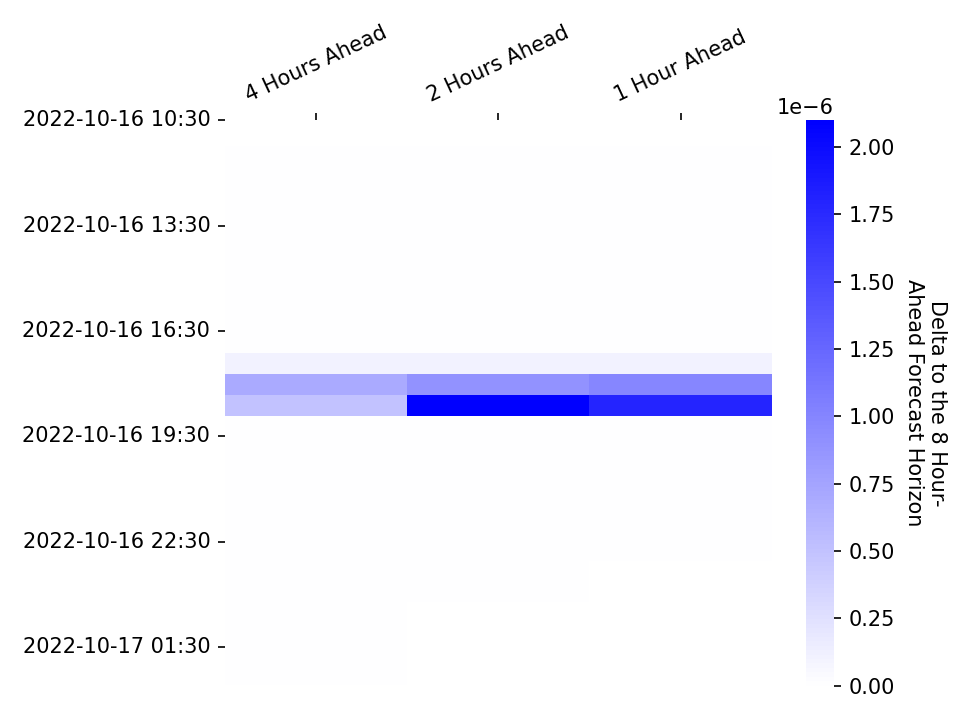 4 Hours Ahead
2 Hours Ahead
1 Hour Ahead
2022-10-16 10:30
2022-10-16 13:30
2022-10-16 16:30
2022-10-16 19:30
2022-10-16 22:30
2022-10-17 01:30
1e−6
2.00
1.75
1.50
1.25
1.00
0.75
0.50
0.25
0.00
Delta to the 8 Hour-
Ahead Forecast Horizon